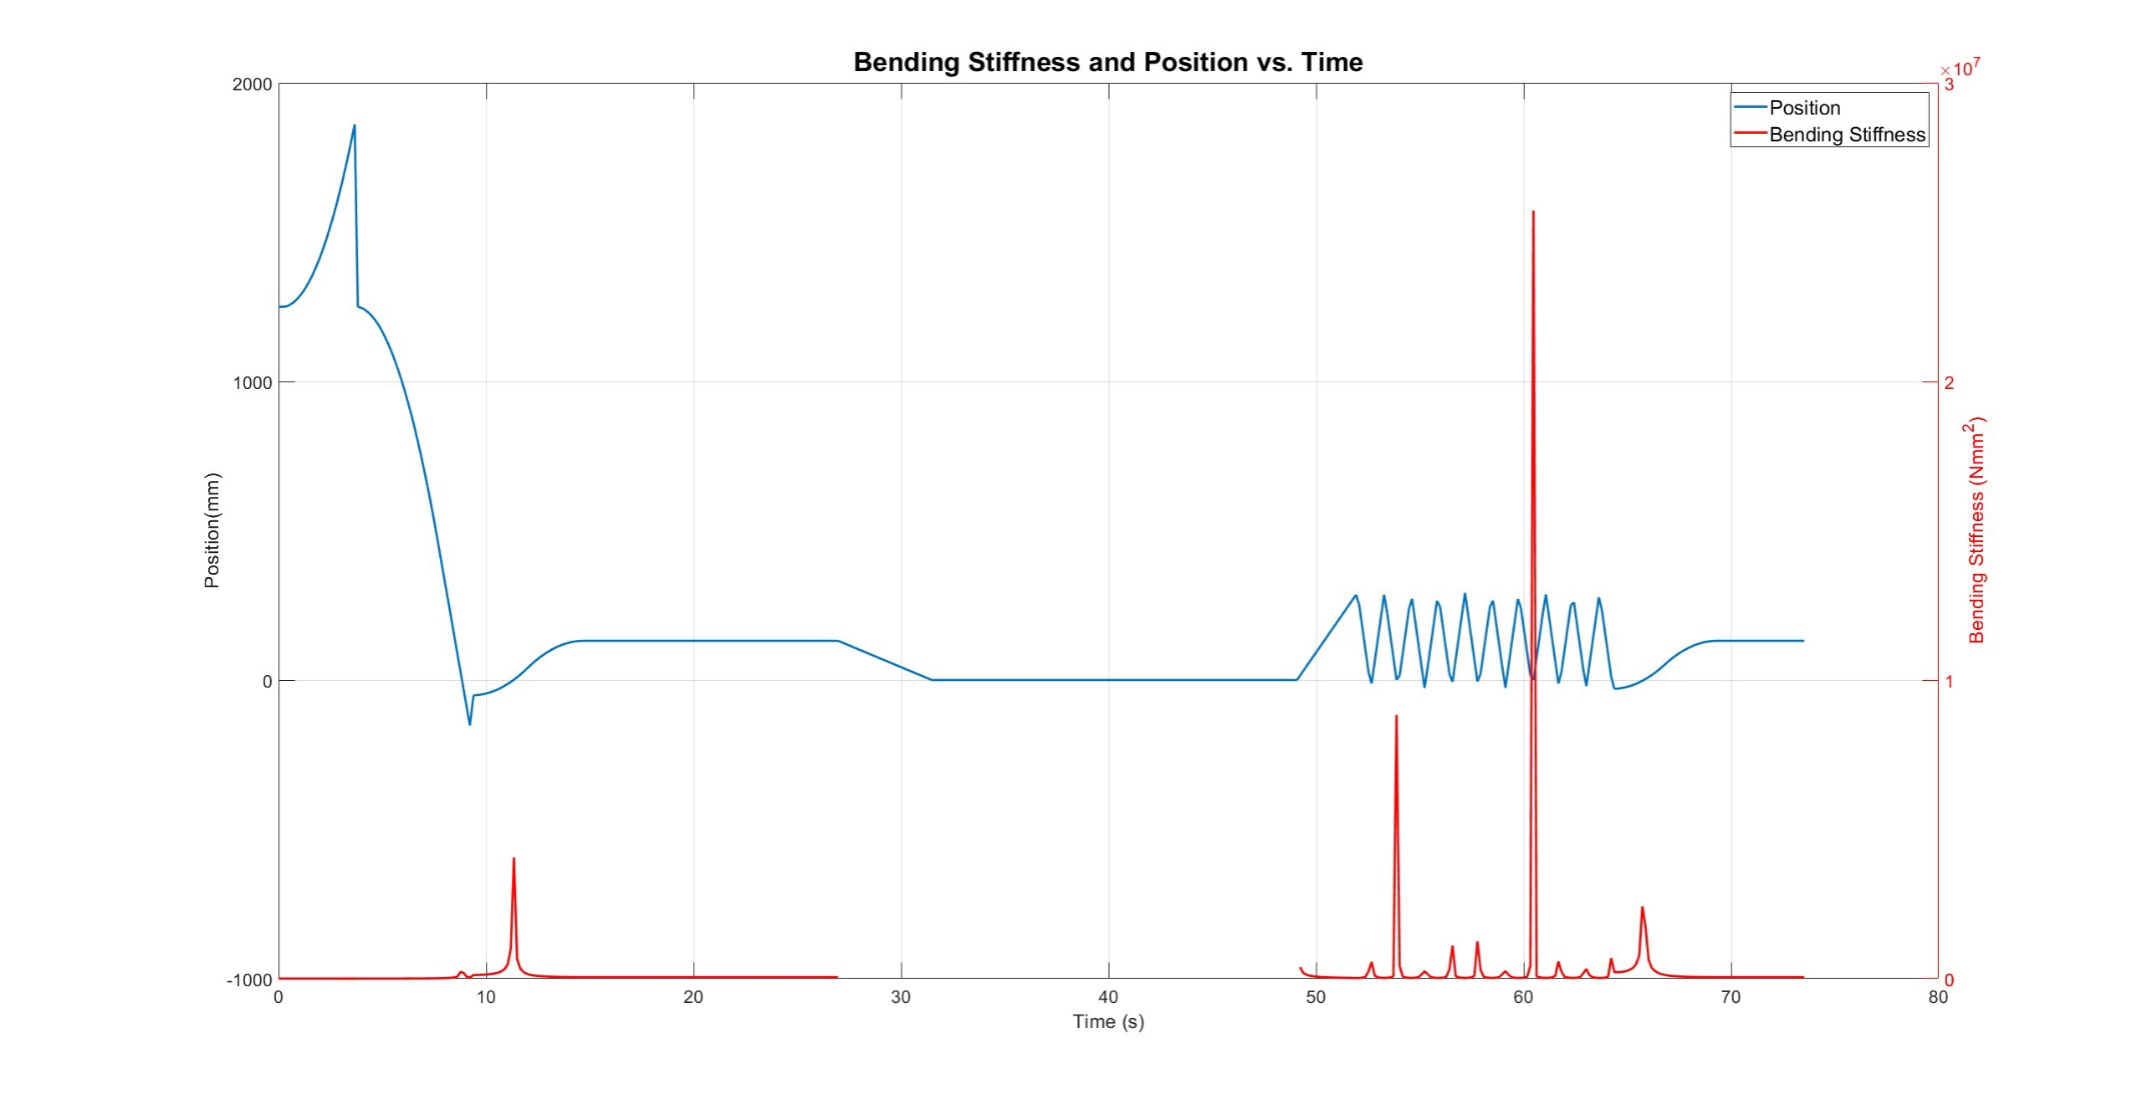 Bending Stiffness and Position vs. Time
×10⁷
2000
1000
0
-1000
Position(mm)
3
2
1
0
Bending Stiffness (Nmm²)
Position
Bending Stiffness
0 10 20 30 40 50 60 70 80
Time (s)